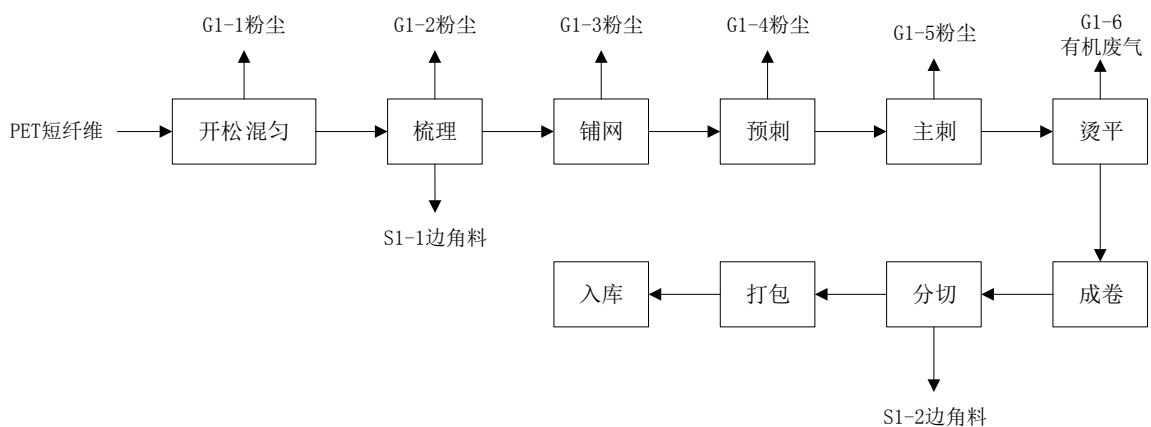 G1-1粉尘
G1-2粉尘
G1-3粉尘
G1-4粉尘
G1-5粉尘
G1-6
有机废气
PET短纤维
开松混匀
梳理
铺网
预刺
主刺
烫平
S1-1边角料
入库
打包
分切
成卷
S1-2边角料